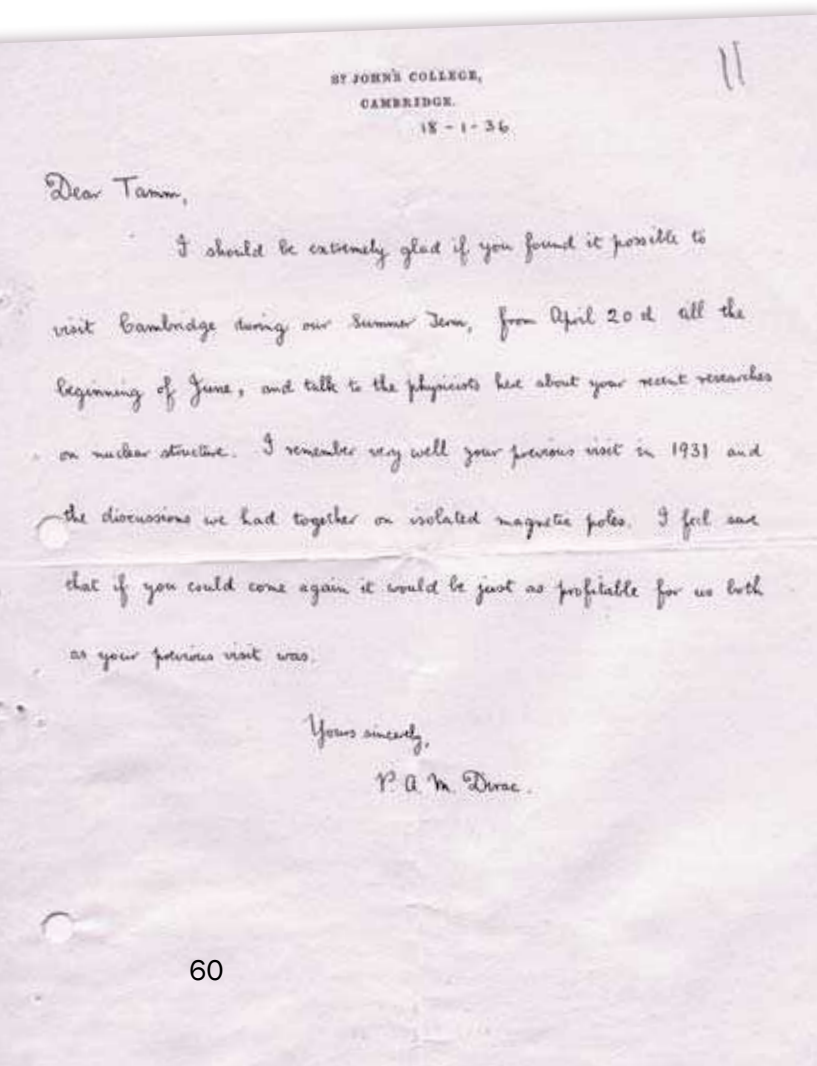 11
ST JOHN'S COLLEGE,
CAMBRIDGE.
18-1-36
Dear Tamm,
I should be extremely glad if you found it possible to
visit Cambridge during our Summer Term, from April 20 till the
beginning of June, and talk to the physicists here about your recent researches
on nuclear structure. I remember very well your previous visit in 1931 and
the discussions we had together on isolated magnetic poles. I feel sure
that if you could come again it would be just as profitable for us both
as your previous visit was.
Yours sincerely,
P. A. M. Dirac.
60